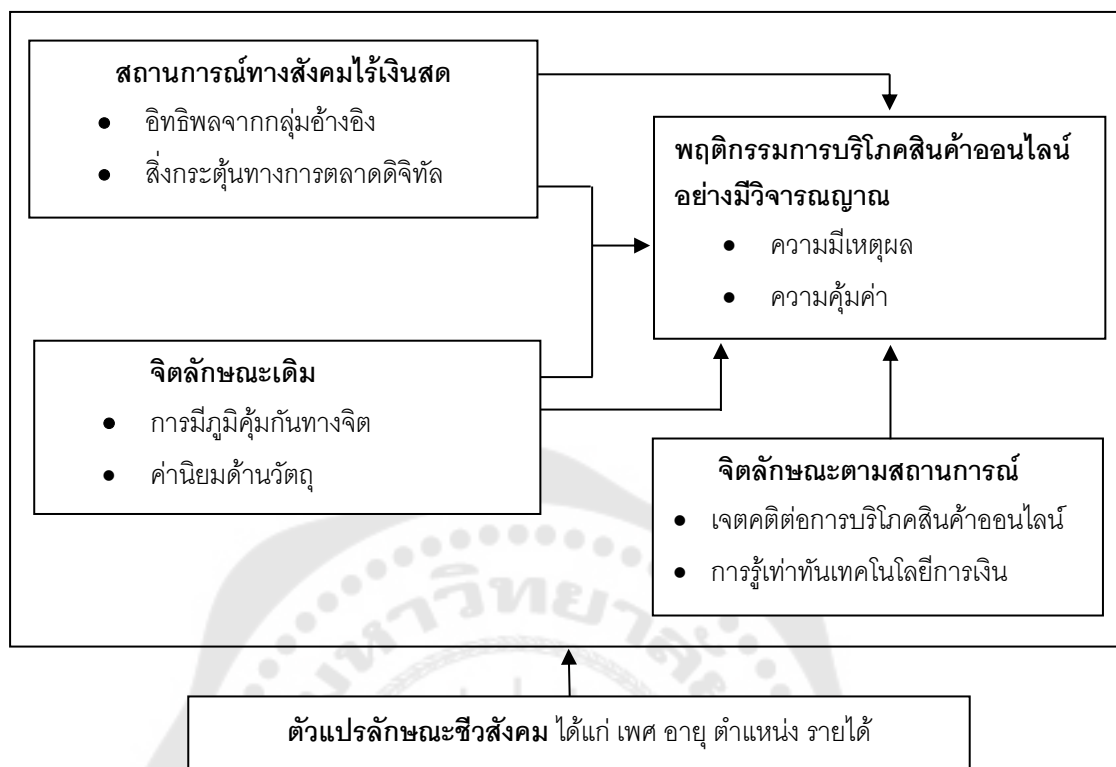 สถานการณ์ทางสังคมไร้เงินสด
● อิทธิพลจากกลุ่มอ้างอิง
● สิ่งกระตุ้นทางการตลาดดิจิทัล
พฤติกรรมการบริโภคสินค้าออนไลน์
อย่างมีวิจารณญาณ
● ความมีเหตุผล
● ความคุ้มค่า
จิตลักษณะเดิม
● การมีภูมิคุ้มกันทางจิต
● ค่านิยมด้านวัตถุ
จิตลักษณะตามสถานการณ์
● เจตคติต่อการบริโภคสินค้าออนไลน์
● การรู้เท่าทันเทคโนโลยีการเงิน
ตัวแปรลักษณะชีวสังคม ได้แก่ เพศ อายุ ตำแหน่ง รายได้